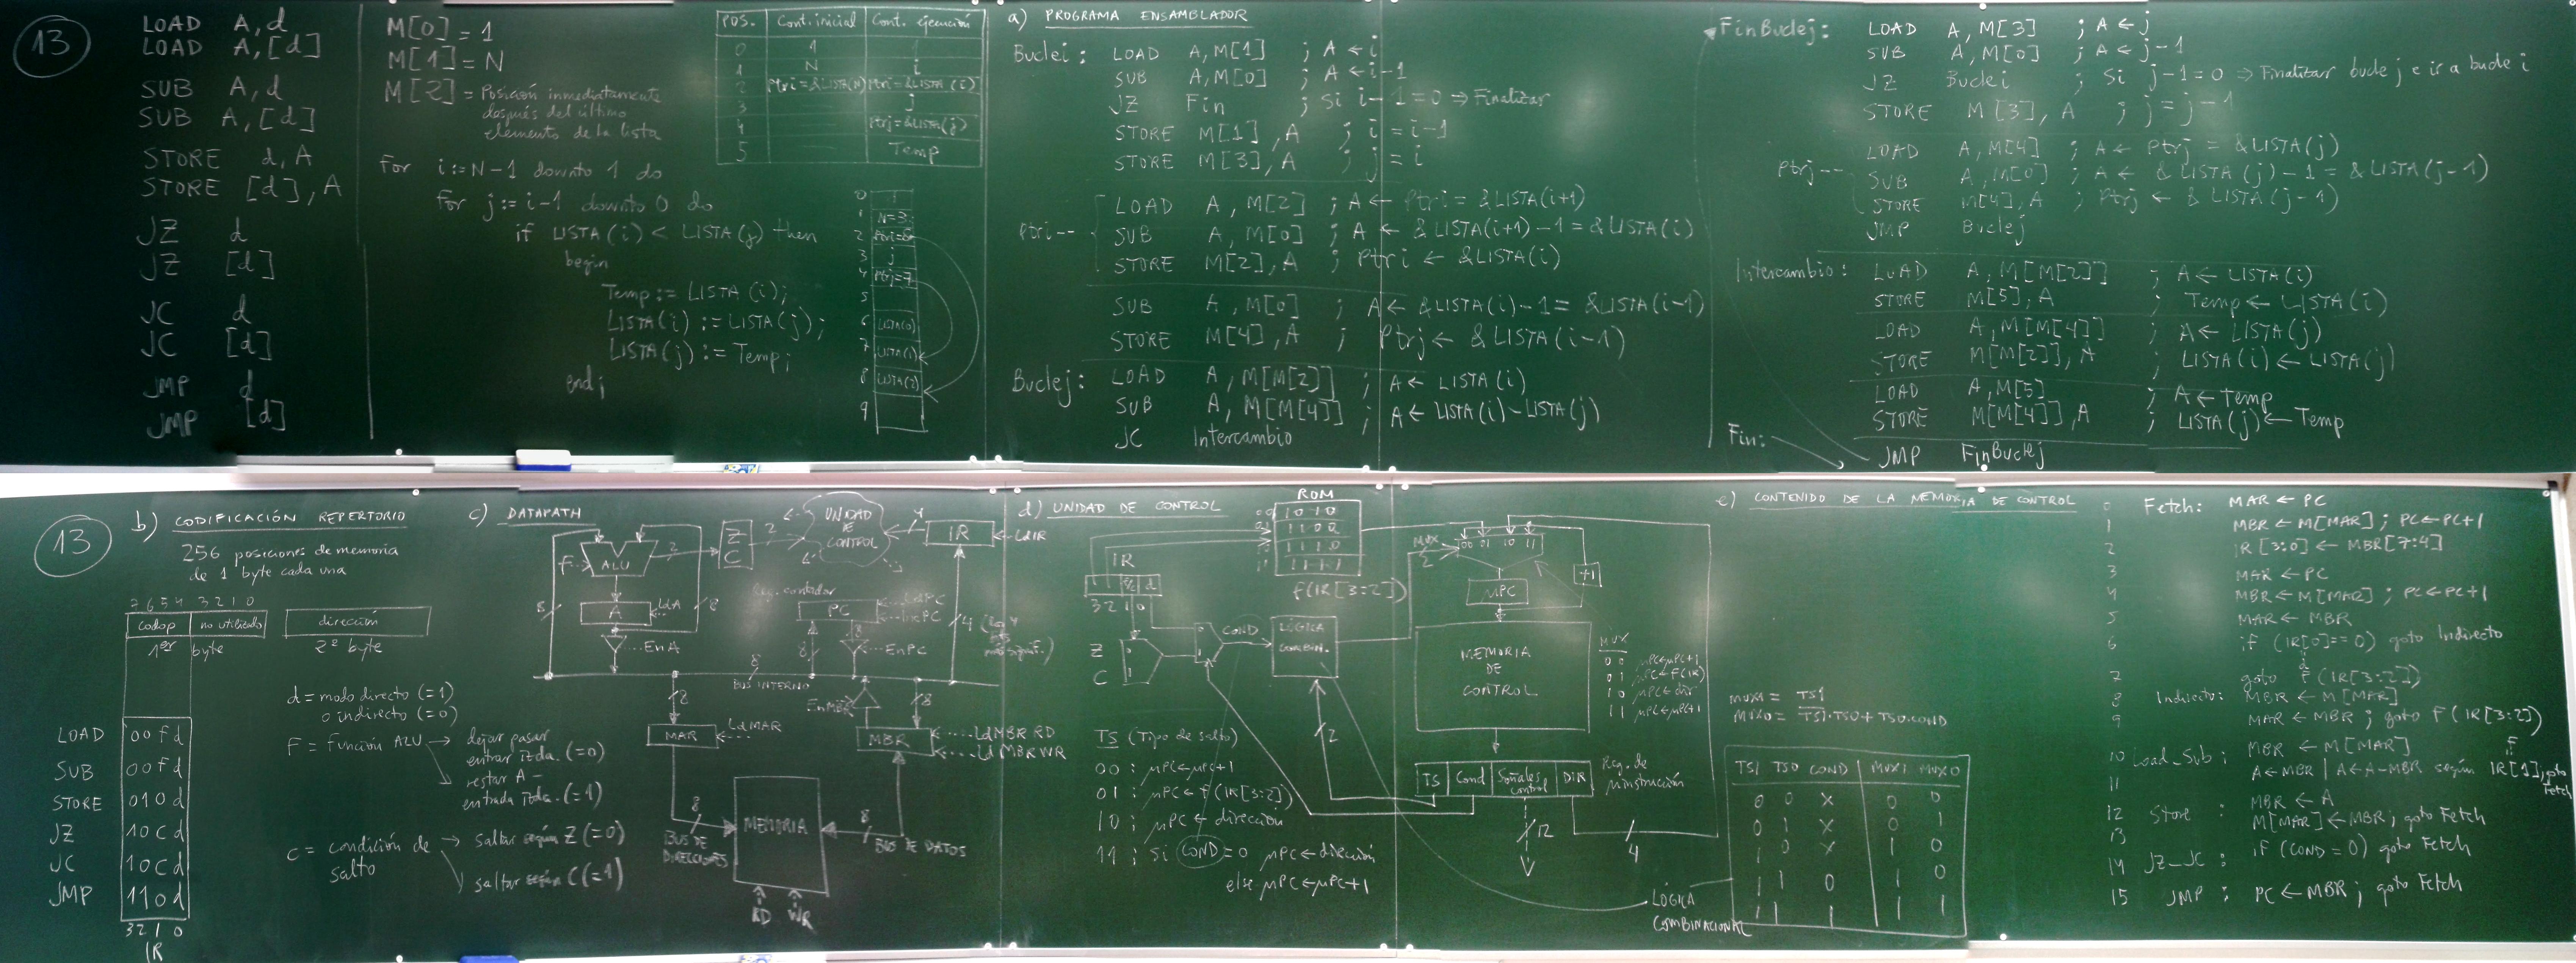 13
LOAD A,d
LOAD A,[d]
SUB A,d
SUB A,[d]
STORE d,A
STORE [d],A
JZ d
JZ [d]
JC d
JC [d]
JMP d
JMP [d]
M[0] = 1
M[1] = N
M[2] = Posición inmediatamente
después del último
elemento de la lista
for i:=N-1 downto 1 do
for j:=i-1 downto 0 do
if LISTA(i) < LISTA(j) then
begin
Temp := LISTA(i);
LISTA(i) := LISTA(j);
LISTA(j) := Temp;
end;
POS. Cont. inicial Cont. ejecución
0 1 1
1 N i
2 Ptri=&LISTA(N) Ptri=&LISTA(i)
3 j
4 Ptrj=&LISTA(j)
5 Temp
0 1
1 N=3
2
3 j
4 Ptrj=7
5
6 LISTA(0)
7 LISTA(1)
8 LISTA(2)
9
a) PROGRAMA ENSAMBLADOR
Buclei: LOAD A,M[1] ; A ← i
SUB A,M[0] ; A ← i-1
JZ Fin ; Si i-1=0 ⇒ Finalizar
STORE M[1],A ; i=i-1
STORE M[3],A ; j=i
Ptri-- LOAD A,M[2] ; A ← Ptri = &LISTA(i+1)
SUB A,M[0] ; A ← &LISTA(i+1)-1=&LISTA(i)
STORE M[2],A ; Ptri ← &LISTA(i)
SUB A,M[0] ; A ← &LISTA(i)-1= &LISTA(i-1)
STORE M[4],A ; Ptrj ← &LISTA(i-1)
Buclej: LOAD A,M[M[2]] ; A ← LISTA(i)
SUB A,M[M[4]] ; A ← LISTA(i)-LISTA(j)
JC Intercambio
FinBuclej: LOAD A,M[3] ; A ← j
SUB A,M[0] ; A ← j-1
JZ Buclei ; Si j-1=0 ⇒ Finalizar bucle j e ir a bucle i
STORE M[3],A ; j=j-1
LOAD A,M[4] ; A ← Ptrj = &LISTA(j)
Ptrj-- SUB A,M[0] ; A ← &LISTA(j)-1=&LISTA(j-1)
STORE M[4],A ; Ptrj ← &LISTA(j-1)
JMP Buclej
Intercambio: LOAD A,M[M[2]] ; A ← LISTA(i)
STORE M[5],A ; Temp ← LISTA(i)
LOAD A,M[M[4]] ; A ← LISTA(j)
STORE M[M[2]],A ; LISTA(i) ← LISTA(j)
LOAD A,M[5] ; A ← Temp
STORE M[M[4]],A ; LISTA(j) ← Temp
JMP FinBuclej
Fin:
13
b) CODIFICACIÓN REPERTORIO
256 posiciones de memoria
de 1 byte cada una
7 6 5 4 3 2 1 0
codop no utilizado dirección
1er byte 2º byte
d = modo directo (=1)
o indirecto (=0)
F = función ALU → dejar pasar
entrar izda. (=0)
restar A -
entrada izda. (=1)
C = condición de → saltar según Z (=0)
salto
saltar según C (=1)
LOAD 00Fd
SUB 00Fd
STORE 010d
JZ 10Cd
JC 10Cd
JMP 110d
3 2 1 0
IR
c) DATAPATH
F ALU 2 Z C 2 UNIDAD DE CONTROL 4 IR LdIR
8 A LdA 8
EnA
Reg. contador
PC LdPC
IncPC
8 8 EnPC
4
8 BUS INTERNO
8 EnMBR 8
MAR LdMAR
MBR LdMBR RD
LdMBR WR
8 MEMORIA 8
BUS DE DIRECCIONES
BUS DE DATOS
RD WR
d) UNIDAD DE CONTROL
ROM
00 1010
01 1100
10 1110
11 1111
f(IR[3:2])
IR
d
3 2 1 0
Z
C
0
1
COND
LÓGICA COMBIN.
MUX
2
00 01 10 11
+1
μPC
MEMORIA DE CONTROL
MUX
00 μPC←μPC+1
01 μPC←f(IR)
10 μPC←dir
11 μPC←μPC+1
2
TS Cond Señales control DIR
Reg. de μinstrucción
12
4
TS (Tipo de salto)
00: μPC←μPC+1
01: μPC←f(IR[3:2])
10: μPC←dirección
11: si COND=0 μPC←dirección
else μPC←μPC+1
e) CONTENIDO DE LA MEMORIA DE CONTROL
MUX1 = TS1
MUX0 = T̅S̅1̅·TS0+TS0·COND
TS1 TS0 COND MUX1 MUX0
0 0 X 0 0
0 1 X 0 1
1 0 X 1 0
1 1 0 1 0
1 1 1 1 1
LÓGICA
COMBINACIONAL
0 Fetch: MAR ← PC
1 MBR ← M[MAR]; PC←PC+1
2 IR[3:0] ← MBR[7:4]
3 MAR ← PC
4 MBR ← M[MAR]; PC←PC+1
5 MAR ← MBR
6 if (IR[0]==0) goto Indirecto
d
7 goto f(IR[3:2])
8 Indirecto: MBR ← M[MAR]
9 MAR ← MBR; goto F(IR[3:2])
10 Load_Sub: MBR ← M[MAR] F
11 A←MBR | A←A-MBR según IR[1]; goto Fetch
12 Store: MBR ← A
13 M[MAR]←MBR; goto Fetch
14 JZ_JC: if (COND=0) goto Fetch
15 JMP: PC←MBR; goto Fetch